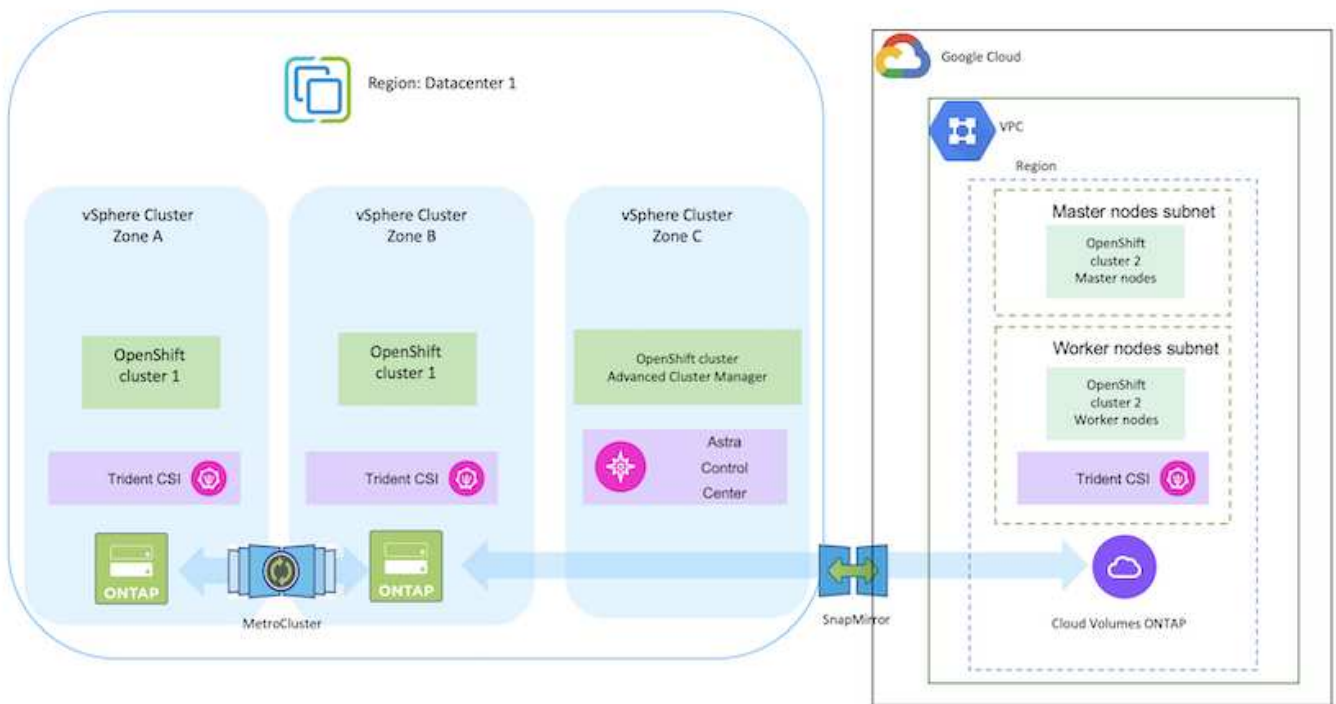 Region: Datacenter 1
vSphere Cluster
Zone A
vSphere Cluster
Zone B
vSphere Cluster
Zone C
OpenShift
cluster 1
OpenShift
cluster 1
OpenShift cluster
Advanced Cluster Manager
Trident CSI
Trident CSI
Astra
Control
Center
ONTAP
ONTAP
MetroCluster
SnapMirror
Google Cloud
VPC
Region
Master nodes subnet
OpenShift
cluster 2
Master nodes
Worker nodes subnet
OpenShift
cluster 2
Worker nodes
Trident CSI
Cloud Volumes ONTAP